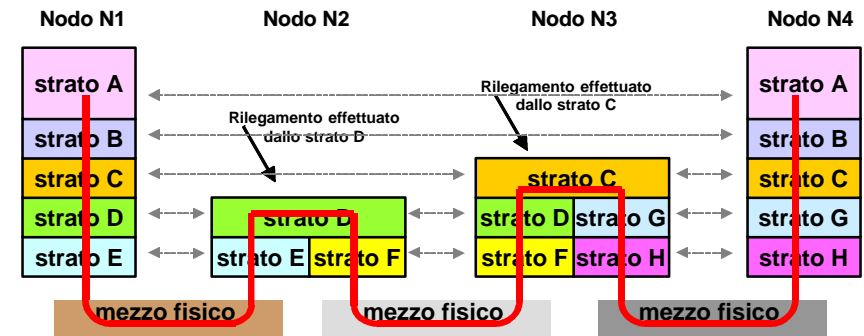 Nodo N1 Nodo N2 Nodo N3 Nodo N4
strato A
strato B
strato C
strato D
strato E
Rilegamento effettuato
dallo strato D
strato D
strato E strato F
Rilegamento effettuato
dallo strato C
strato C
strato D strato G
strato F strato H
strato A
strato B
strato C
strato G
strato H
mezzo fisico mezzo fisico mezzo fisico